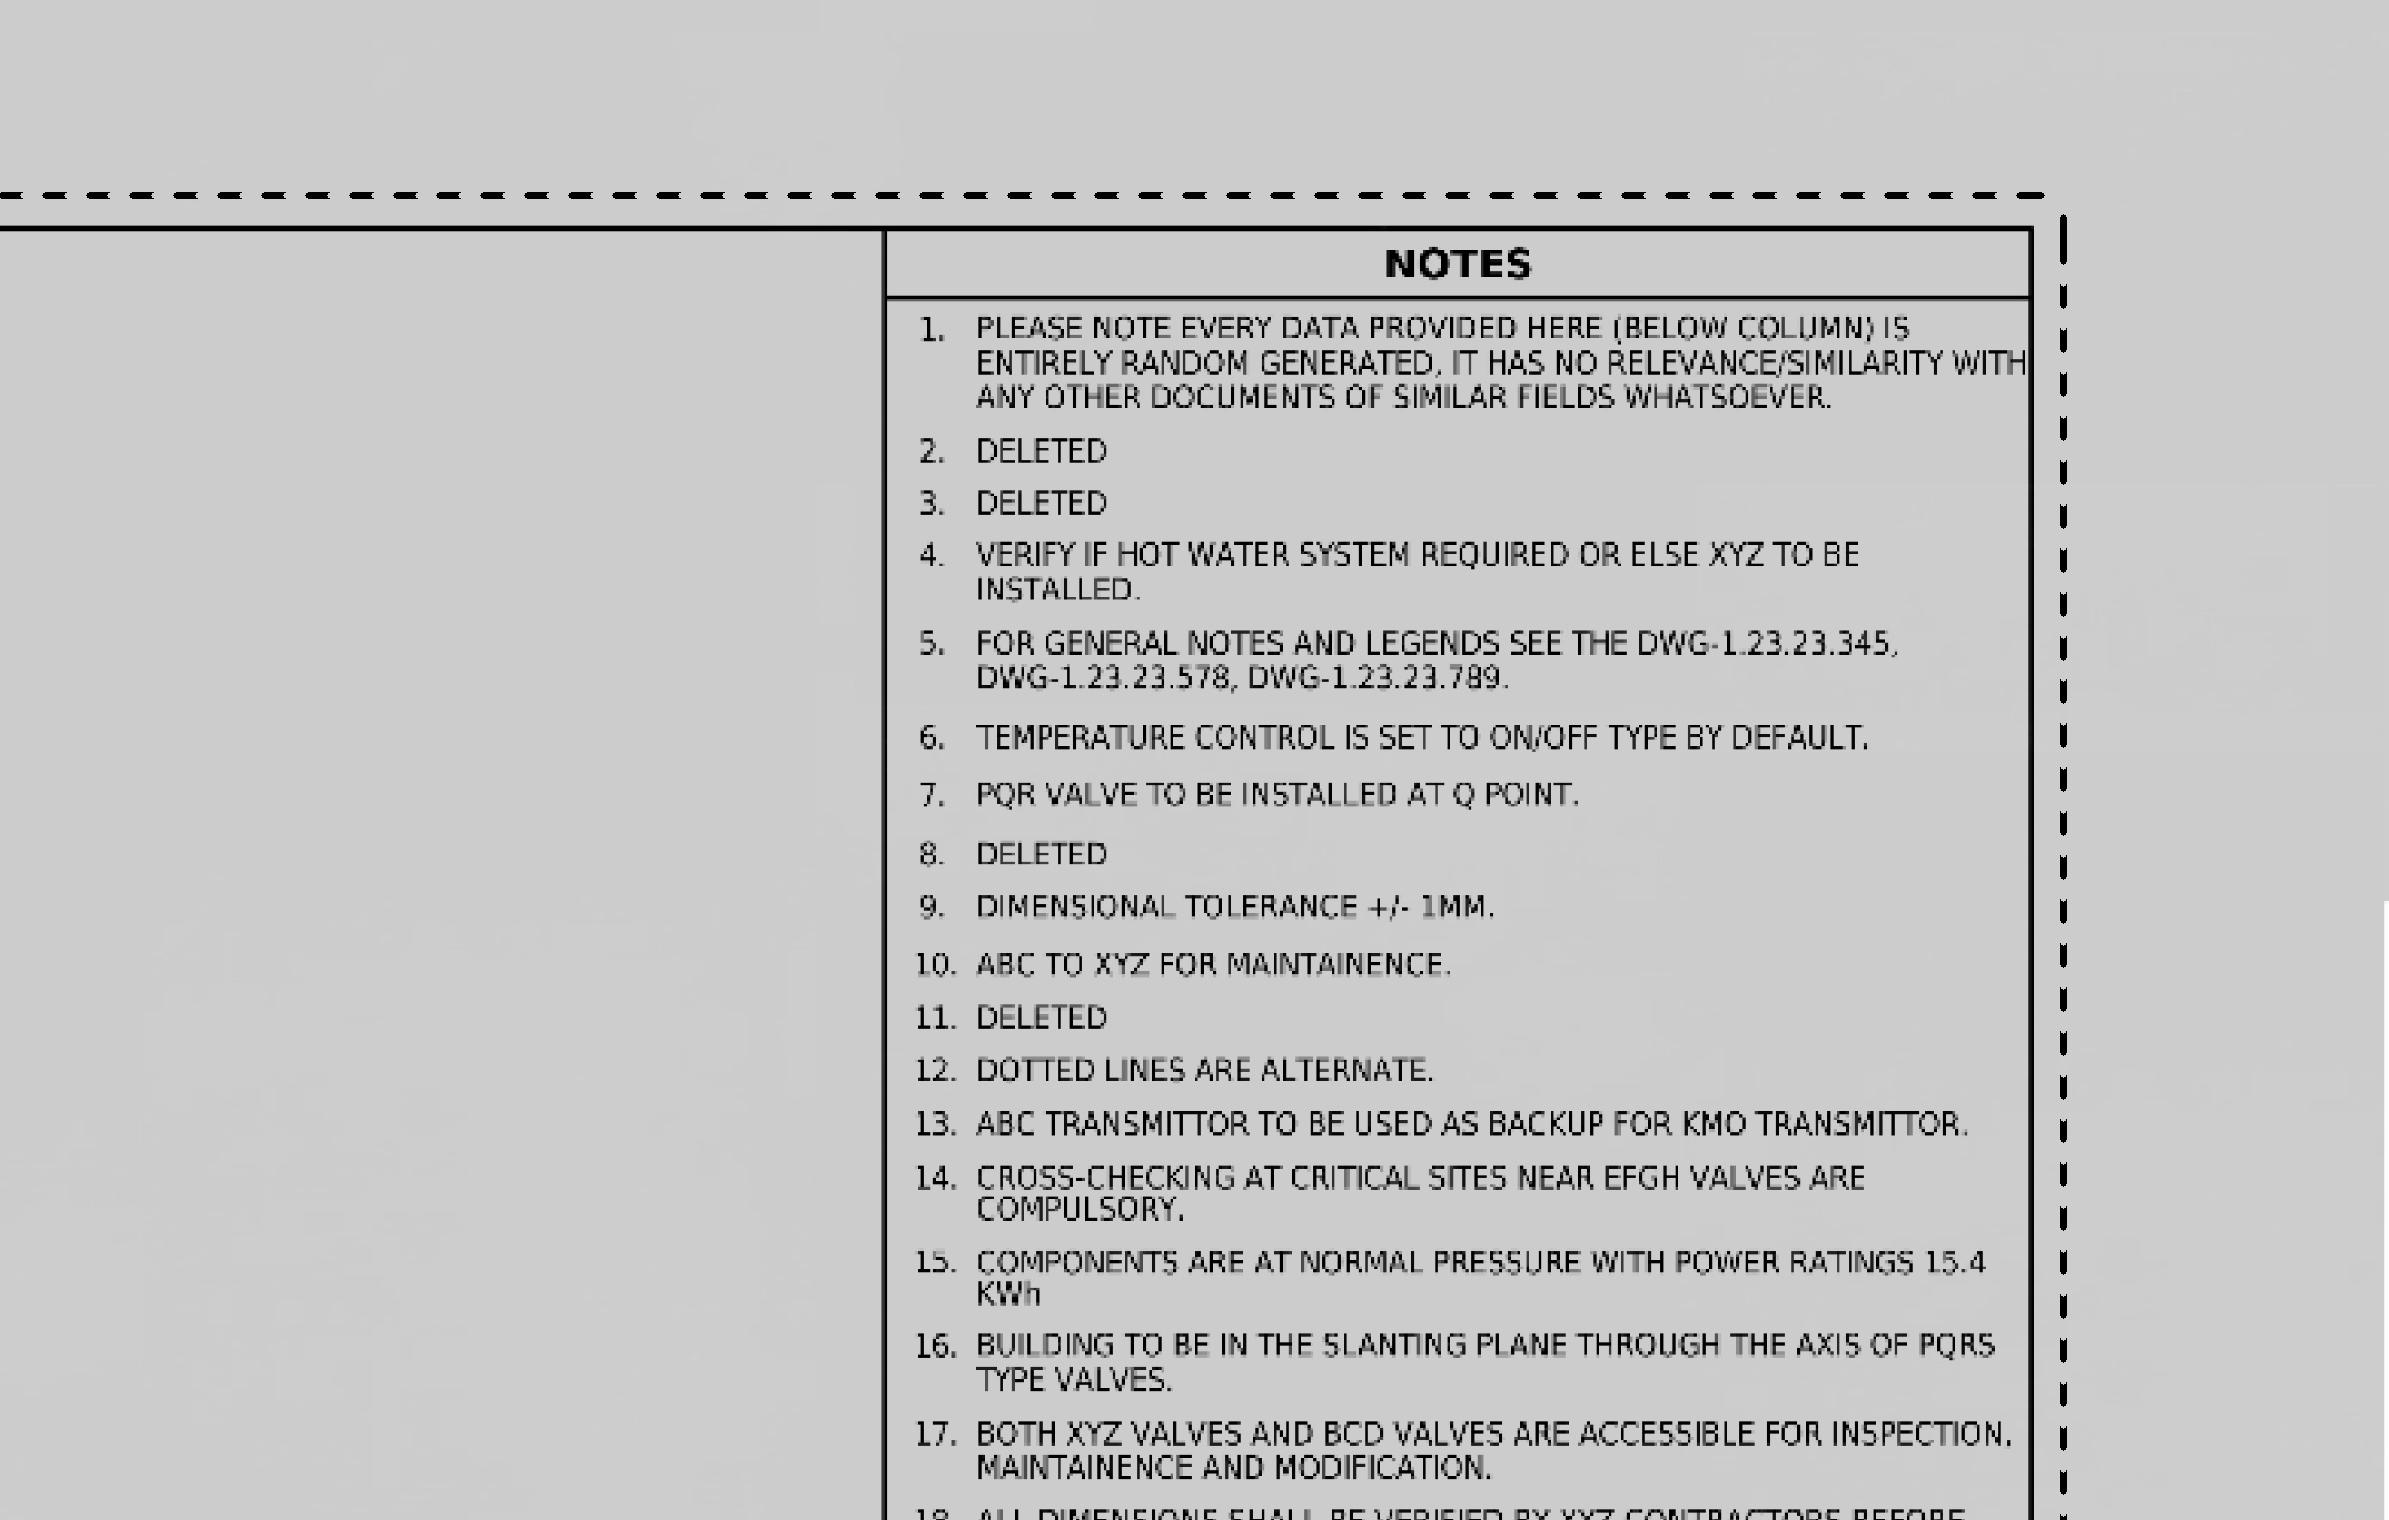 NOTES
1. PLEASE NOTE EVERY DATA PROVIDED HERE (BELOW COLUMN) IS
ENTIRELY RANDOM GENERATED, IT HAS NO RELEVANCE/SIMILARITY WITH
ANY OTHER DOCUMENTS OF SIMILAR FIELDS WHATSOEVER.
2. DELETED
3. DELETED
4. VERIFY IF HOT WATER SYSTEM REQUIRED OR ELSE XYZ TO BE
INSTALLED.
5. FOR GENERAL NOTES AND LEGENDS SEE THE DWG-1.23.23.345,
DWG-1.23.23.578, DWG-1.23.23.789.
6. TEMPERATURE CONTROL IS SET TO ON/OFF TYPE BY DEFAULT.
7. PQR VALVE TO BE INSTALLED AT Q POINT.
8. DELETED
9. DIMENSIONAL TOLERANCE +/- 1MM.
10. ABC TO XYZ FOR MAINTAINENCE.
11. DELETED
12. DOTTED LINES ARE ALTERNATE.
13. ABC TRANSMITTOR TO BE USED AS BACKUP FOR KMO TRANSMITTOR.
14. CROSS-CHECKING AT CRITICAL SITES NEAR EFGH VALVES ARE
COMPULSORY.
15. COMPONENTS ARE AT NORMAL PRESSURE WITH POWER RATINGS 15.4
KWh
16. BUILDING TO BE IN THE SLANTING PLANE THROUGH THE AXIS OF PQRS
TYPE VALVES.
17. BOTH XYZ VALVES AND BCD VALVES ARE ACCESSIBLE FOR INSPECTION,
MAINTAINENCE AND MODIFICATION.
18. ALL DIMENSIONS SHALL BE VERIFIED BY XYZ CONTRACTORS BEFORE